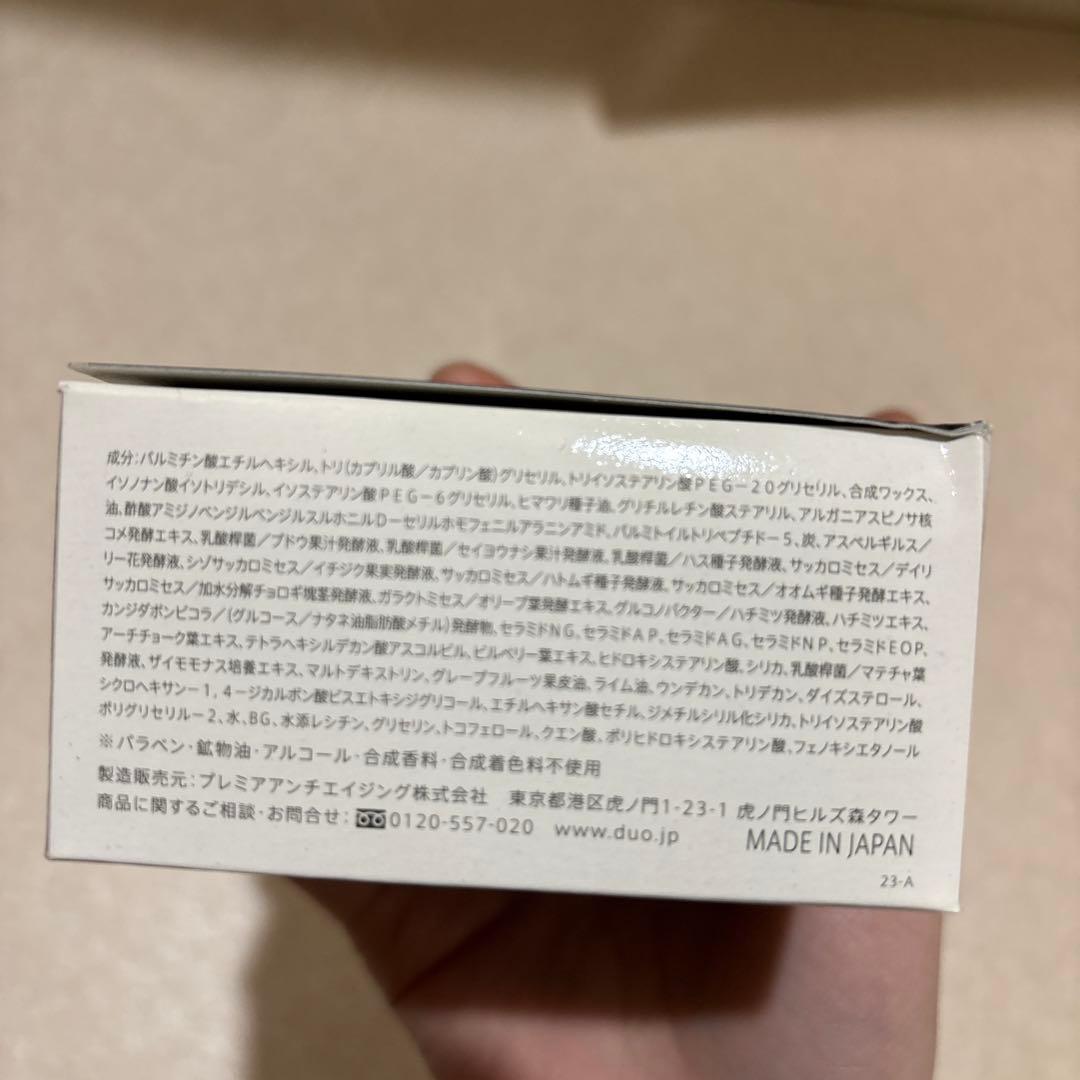 成分:パルミチン酸エチルヘキシル、トリ(カプリル酸／カプリン酸)グリセリル、トリイソステアリン酸PEG－20グリセリル、合成ワックス、
イソノナン酸イソトリデシル、イソステアリン酸PEG－6グリセリル、ヒマワリ種子油、グリチルレチン酸ステアリル、アルガニアスピノサ核
油、酢酸アミジノベンジルベンジルスルホニルD－セリルホモフェニルアラニンアミド、パルミトイルトリペプチド－5、炭、アスペルギルス／
コメ発酵エキス、乳酸桿菌／ブドウ果汁発酵液、乳酸桿菌／セイヨウナシ果汁発酵液、乳酸桿菌／ハス種子発酵液、サッカロミセス／デイリ
リー花発酵液、シゾサッカロミセス／イチジク果実発酵液、サッカロミセス／ハトムギ種子発酵液、サッカロミセス／オオムギ種子発酵エキス、
サッカロミセス／加水分解チョロギ塊茎発酵液、ガラクトミセス／オリーブ葉発酵エキス、グルコノバクター／ハチミツ発酵液、ハチミツエキス、
カンジダボンビコラ／(グルコース／ナタネ油脂肪酸メチル)発酵物、セラミドNG、セラミドAP、セラミドAG、セラミドNP、セラミドEOP、
アーチチョーク葉エキス、テトラヘキシルデカン酸アスコルビル、ビルベリー葉エキス、ヒドロキシステアリン酸、シリカ、乳酸桿菌／マテチャ葉
発酵液、ザイモモナス培養エキス、マルトデキストリン、グレープフルーツ果皮油、ライム油、ウンデカン、トリデカン、ダイズステロール、
シクロヘキサン－1,4－ジカルボン酸ビスエトキシジグリコール、エチルヘキサン酸セチル、ジメチルシリル化シリカ、トリイソステアリン酸
ポリグリセリル－2、水、BG、水添レシチン、グリセリン、トコフェロール、クエン酸、ポリヒドロキシステアリン酸、フェノキシエタノール
※パラベン・鉱物油・アルコール・合成香料・合成着色料不使用
製造販売元:プレミアアンチエイジング株式会社 東京都港区虎ノ門1-23-1 虎ノ門ヒルズ森タワー
商品に関するご相談・お問合せ:0120-557-020 www.duo.jp MADE IN JAPAN
23-A